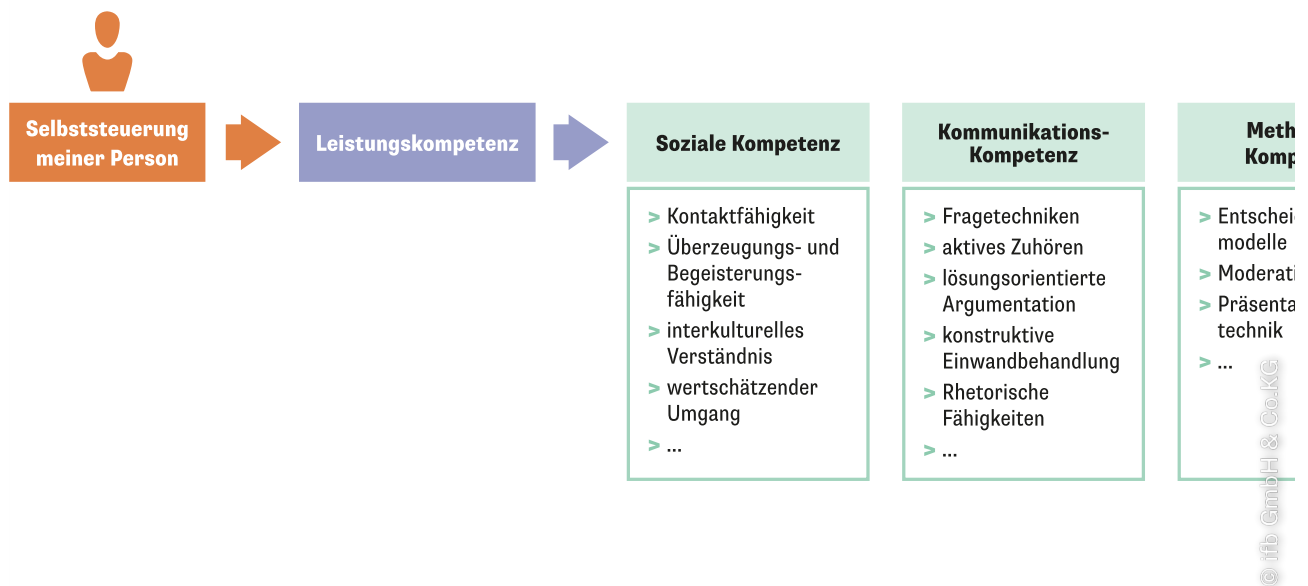 Selbststeuerung
meiner Person
Leistungskompetenz
Soziale Kompetenz
> Kontaktfähigkeit
> Überzeugungs- und
Begeisterungs-
fähigkeit
> interkulturelles
Verständnis
> wertschätzender
Umgang
> ...
Kommunikations-
Kompetenz
> Fragetechniken
> aktives Zuhören
> lösungsorientierte
Argumentation
> konstruktive
Einwandbehandlung
> Rhetorische
Fähigkeiten
> ...
>
modelle
>
>
technik
> ...
© ifb GmbH & Co.KG